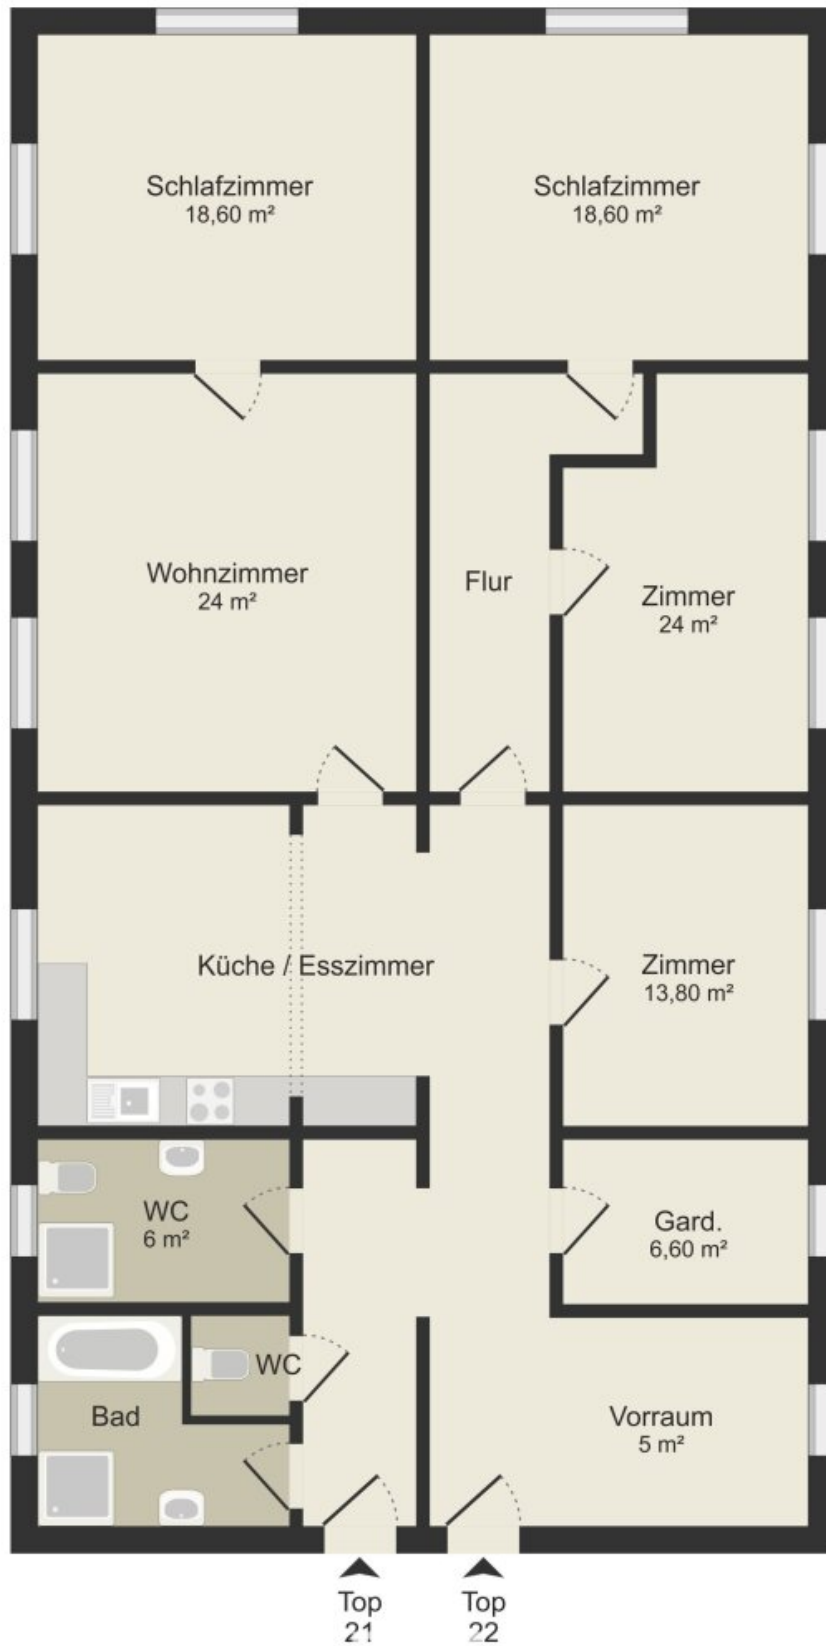 Schlafzimmer
18,60 m²
Schlafzimmer
18,60 m²
Wohnzimmer
24 m²
Flur
Zimmer
24 m²
Küche / Esszimmer
Zimmer
13,80 m²
WC
6 m²
Gard.
6,60 m²
WC
Bad
Vorraum
5 m²
Top
21
Top
22